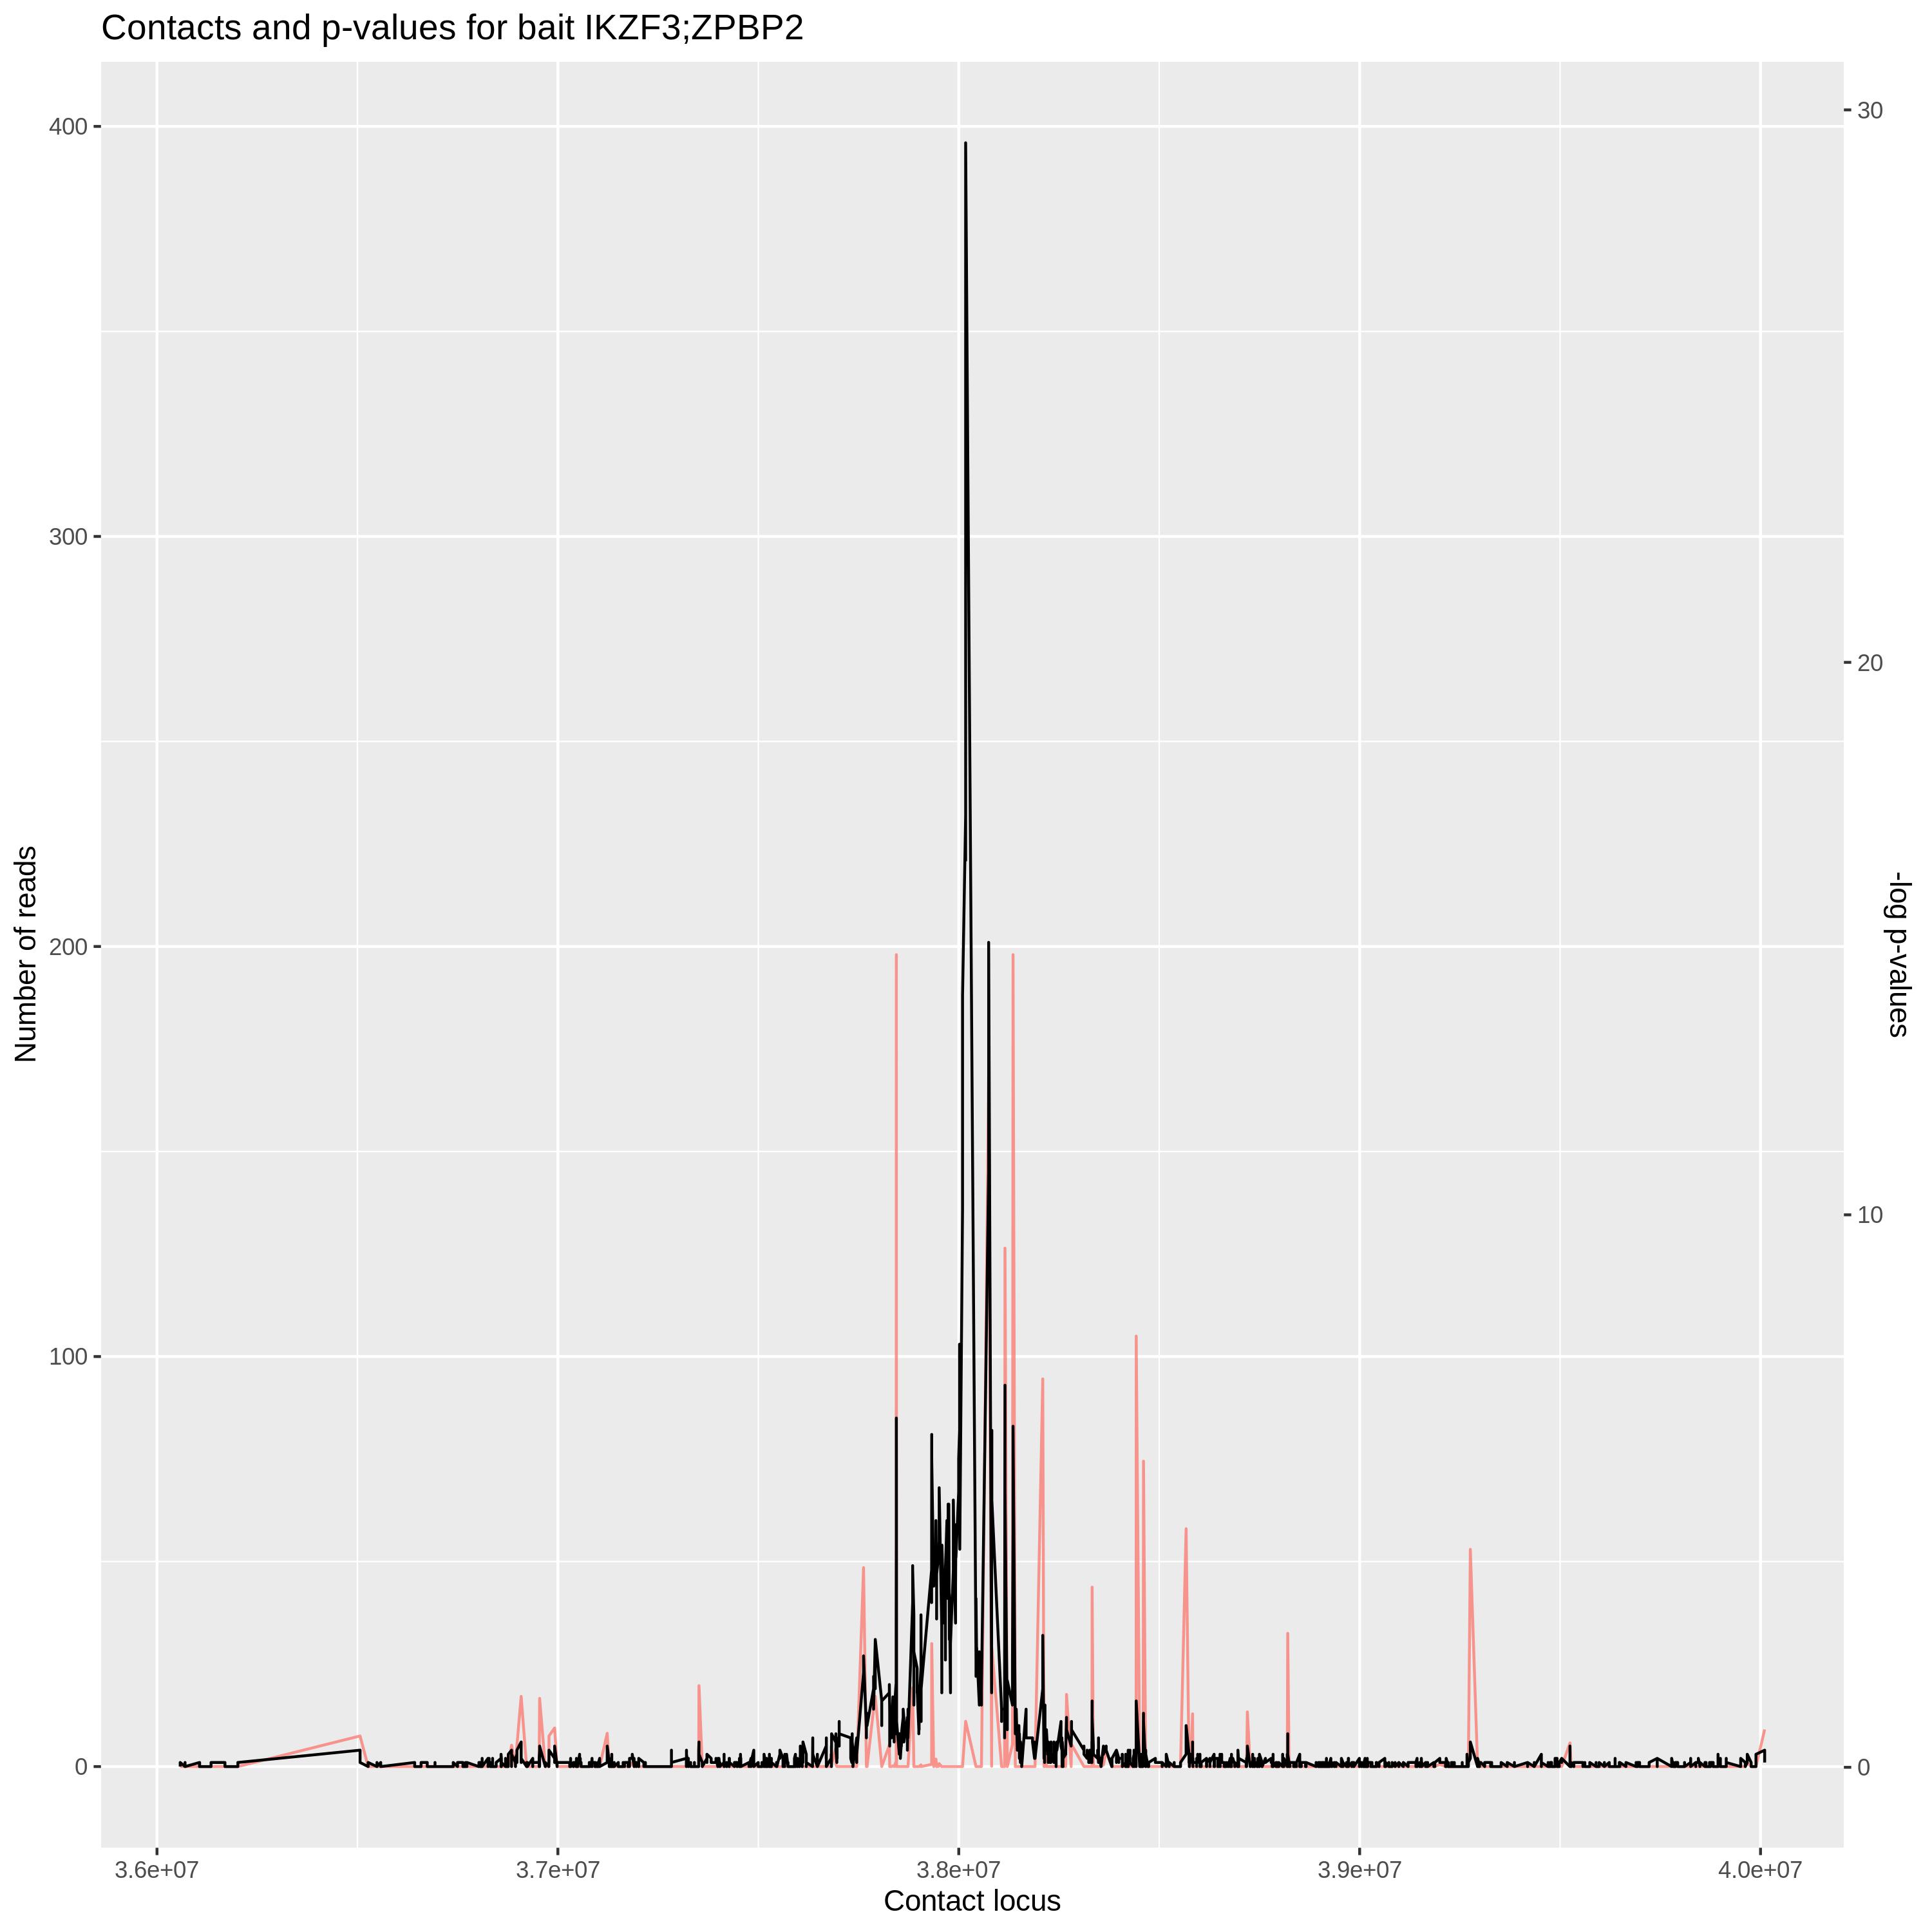 Contacts and p-values for bait IKZF3;ZPBP2
400
300
200
100
0
Number of reads
30
20
10
0
-log p-values
3.6e+07 3.7e+07 3.8e+07 3.9e+07 4.0e+07
Contact locus